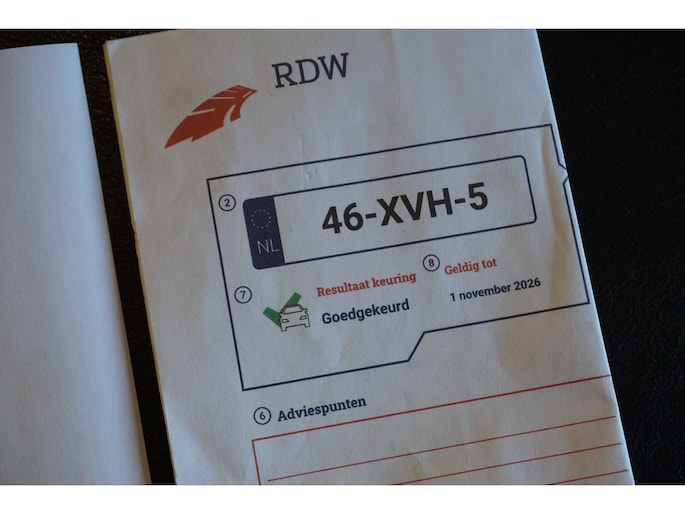 RDW
2
NL
46-XVH-5
7
Resultaat keuring
Goedgekeurd
8
Geldig tot
1 november 2026
6 Adviespunten